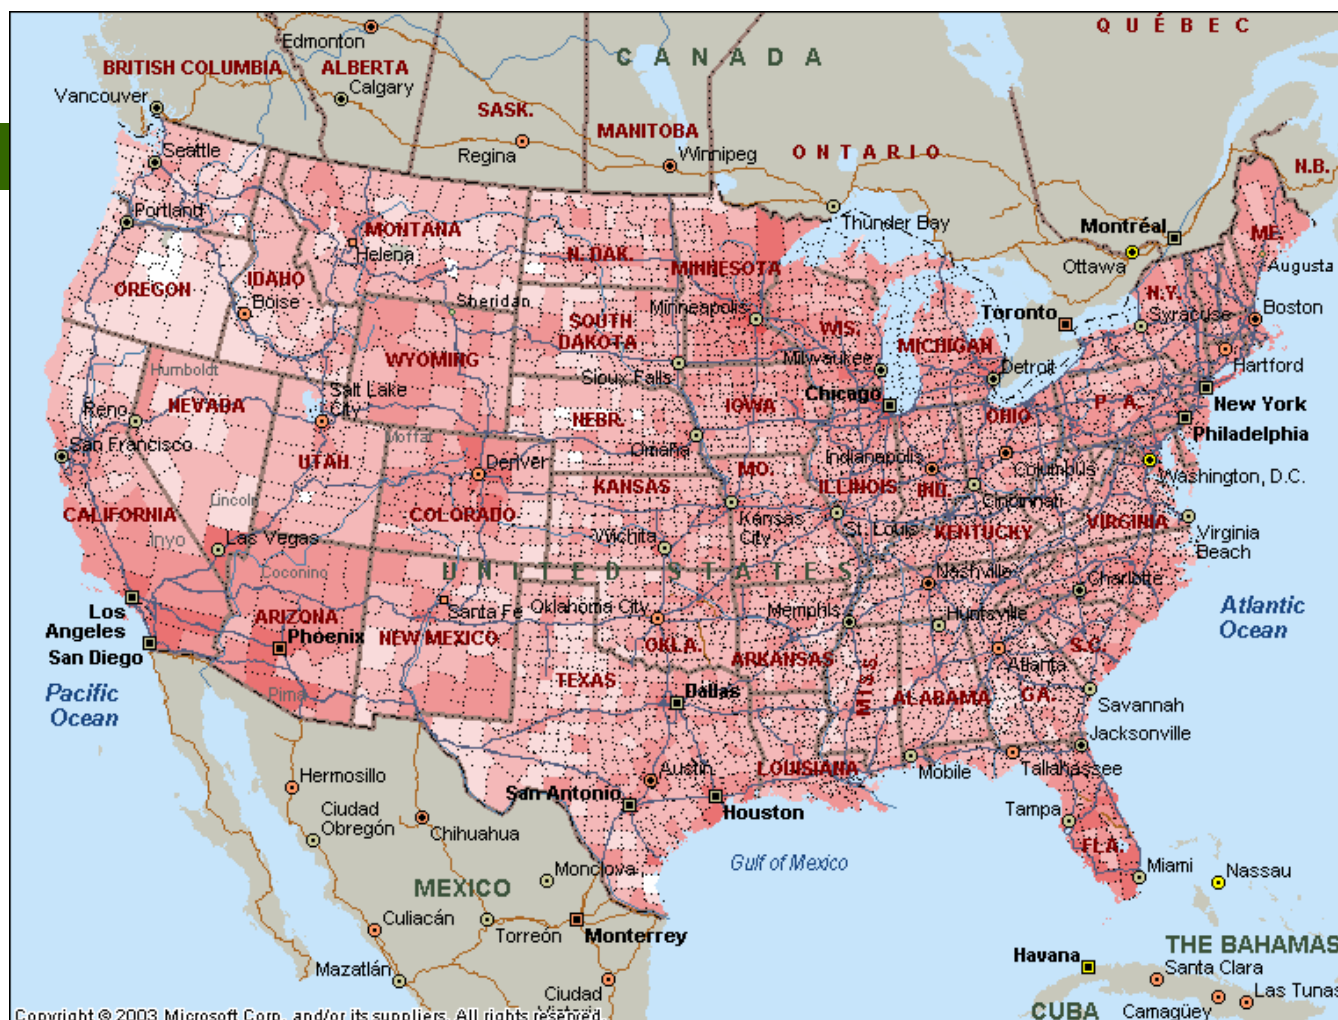 QUÉBEC
Edmonton
CANADA
BRITISH COLUMBIA
ALBERTA
Calgary
Vancouver
SASK.
MANITOBA
Regina
Winnipeg
ONTARIO
N.B.
Seattle
Portland
MONTANA
Helena
N. DAK.
MINNESOTA
Thunder Bay
Montréal
Ottawa
ME.
Augusta
OREGON
IDAHO
Boise
Sheridan
SOUTH
DAKOTA
Minneapolis
WIS.
Toronto
N.Y.
Syracuse
Boston
WYOMING
Sioux Falls
Milwaukee
MICHIGAN
Detroit
Hartford
Humboldt
NEVADA
Reno
Salt Lake
City
Chicago
IOWA
OHIO
P. A.
New York
Philadelphia
San Francisco
Moffat
NEBR.
Omaha
UTAH
Denver
KANSAS
MO.
Indianapolis
ILLINOIS
IND.
Columbus
Cincinnati
Washington, D.C.
CALIFORNIA
Lincoln
Inyo
COLORADO
Kansas
City
St. Louis
KENTUCKY
VIRGINIA
Virginia
Beach
Las Vegas
Wichita
Coconino
UNITED STATES
Nashville
Charlotte
Los
Angeles
ARIZONA
Santa Fe
Oklahoma City
Memphis
Huntsville
Atlantic
Ocean
San Diego
Phoenix
NEW MEXICO
OKLA.
ARKANSAS
MISS.
Atlanta
S.C.
Pacific
Ocean
Pima
TEXAS
Dallas
ALABAMA
GA.
Savannah
Jacksonville
Hermosillo
Austin
LOUISIANA
Mobile
Tallahassee
Ciudad
Obregón
Chihuahua
San Antonio
Houston
Tampa
FLA.
Monclova
Gulf of Mexico
Miami
Nassau
MEXICO
Culiacán
Torreón
Monterrey
Havana
THE BAHAMAS
Mazatlán
Ciudad
Santa Clara
Las Tunas
CUBA
Camagüey
Copyright © 2003 Microsoft Corp. and/or its suppliers. All rights reserved.